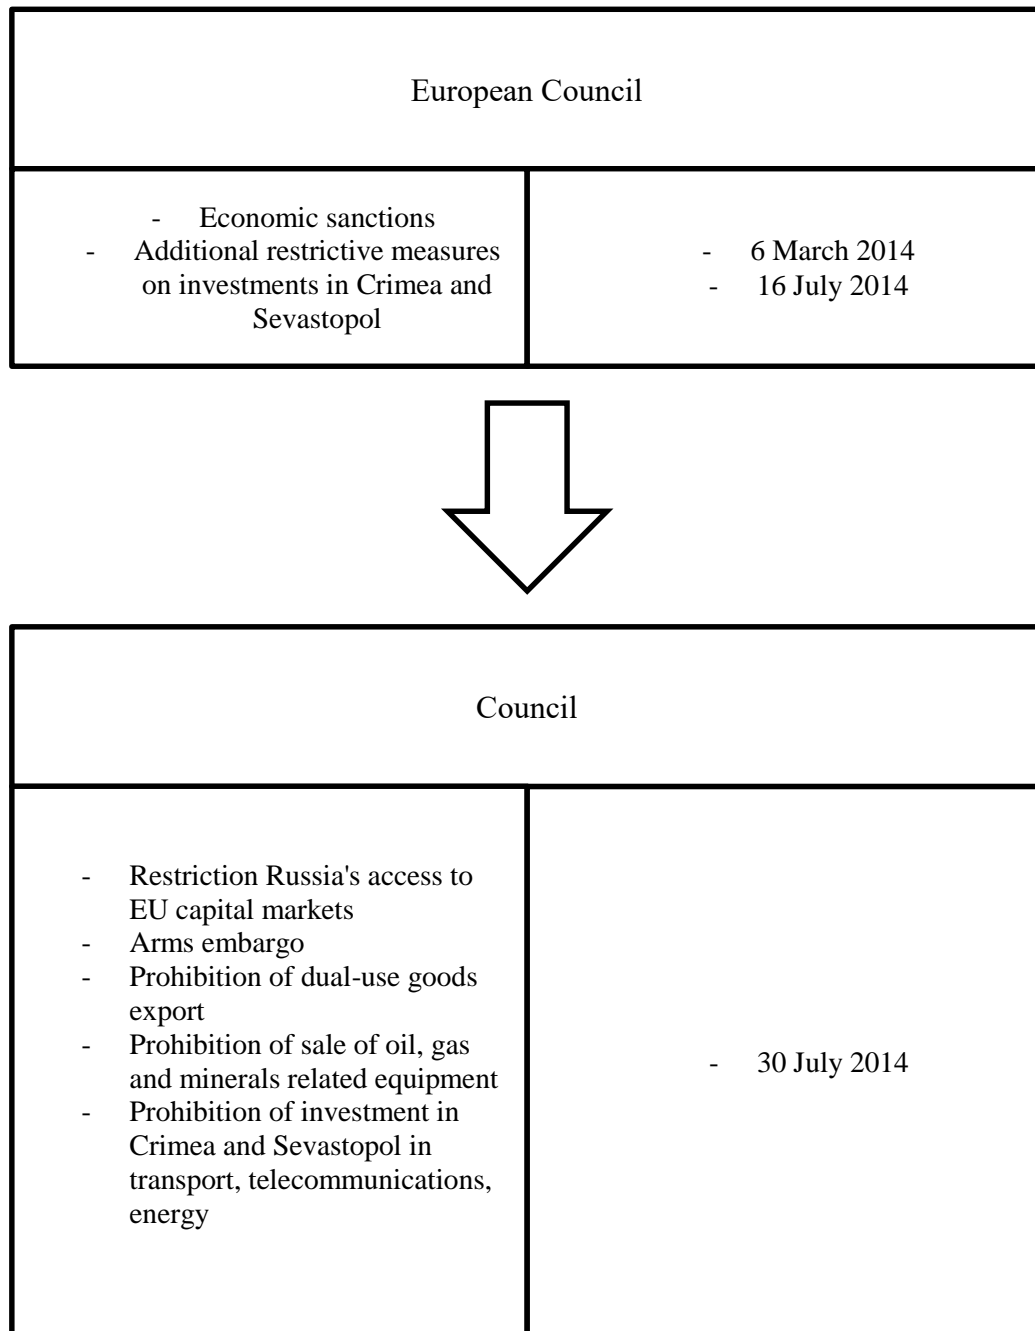 European Council
- Economic sanctions
- Additional restrictive measures
on investments in Crimea and
Sevastopol
- 6 March 2014
- 16 July 2014
Council
- Restriction Russia's access to
EU capital markets
- Arms embargo
- Prohibition of dual-use goods
export
- Prohibition of sale of oil, gas
and minerals related equipment
- Prohibition of investment in
Crimea and Sevastopol in
transport, telecommunications,
energy
- 30 July 2014